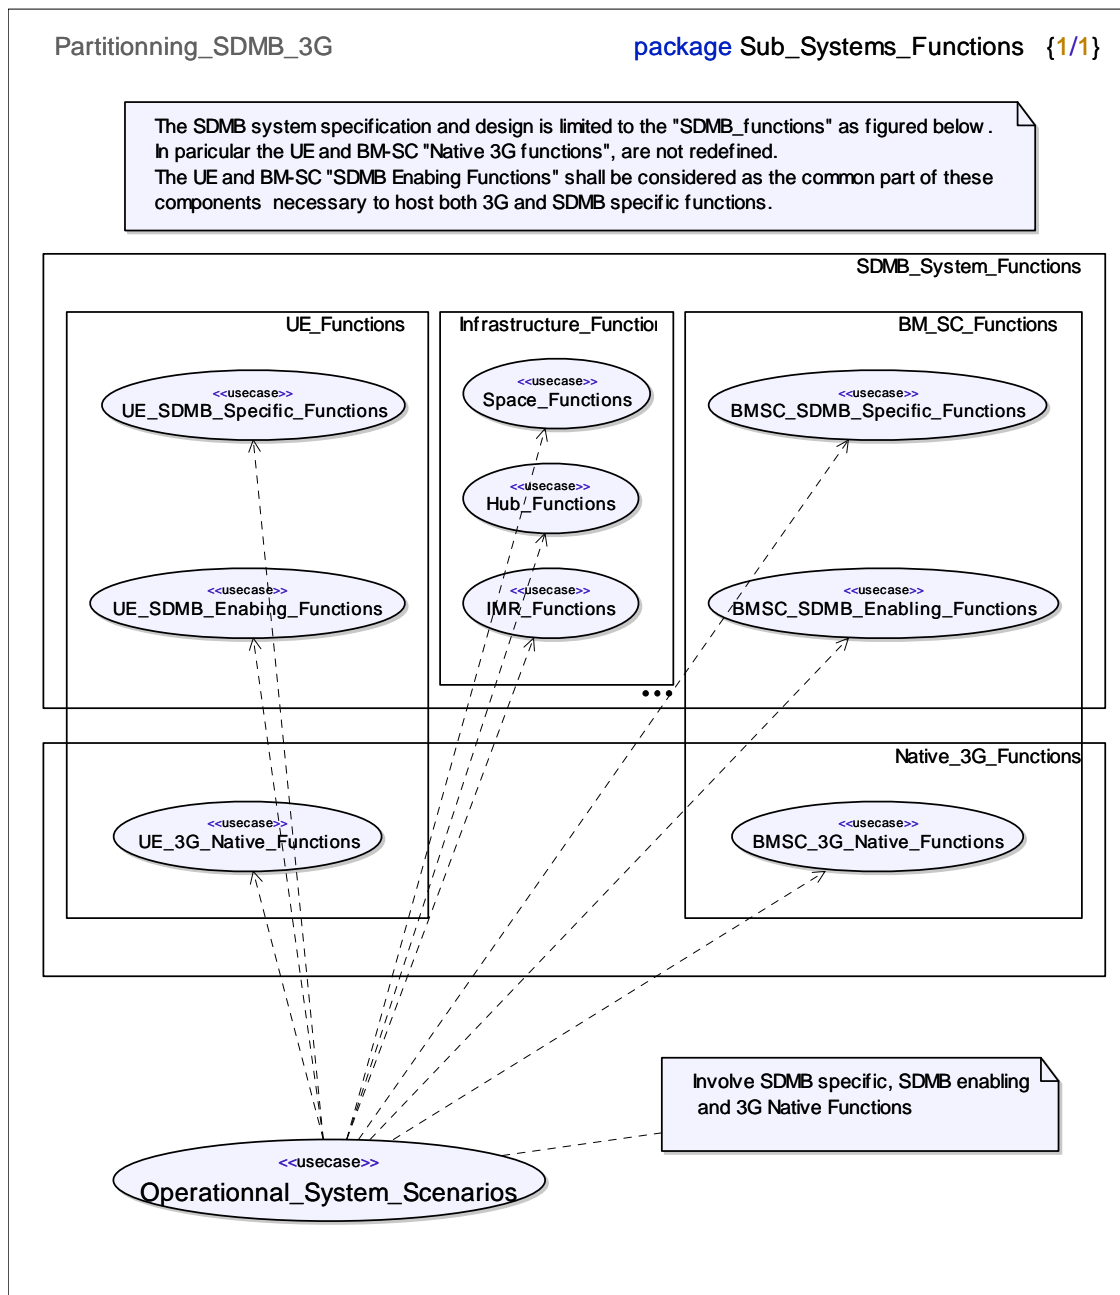 Partitionning_SDMB_3G
package Sub_Systems_Functions {1/1}
The SDMB system specification and design is limited to the "SDMB_functions" as figured below .
In paricular the UE and BM-SC "Native 3G functions", are not redefined.
The UE and BM-SC "SDMB Enabing Functions" shall be considered as the common part of these
components necessary to host both 3G and SDMB specific functions.
SDMB_System_Functions
UE_Functions
Infrastructure_Function
BM_SC_Functions
<<usecase>>
UE_SDMB_Specific_Functions
<<usecase>>
Space_Functions
<<usecase>>
BMSC_SDMB_Specific_Functions
<<usecase>>
Hub_Functions
<<usecase>>
UE_SDMB_Enabing_Functions
<<usecase>>
IMR_Functions
<<usecase>>
BMSC_SDMB_Enabling_Functions
Native_3G_Functions
<<usecase>>
UE_3G_Native_Functions
<<usecase>>
BMSC_3G_Native_Functions
Involve SDMB specific, SDMB enabling
and 3G Native Functions
<<usecase>>
Operationnal_System_Scenarios